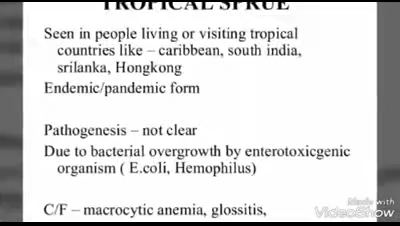 TROPICAL SPRUE
Seen in people living or visiting tropical
countries like – caribbean, south india,
srilanka, Hongkong
Endemic/pandemic form
Pathogenesis – not clear
Due to bacterial overgrowth by enterotoxicgenic
organism ( E.coli, Hemophilus)
C/F – macrocytic anemia, glossitis,
Made with
VideoShow